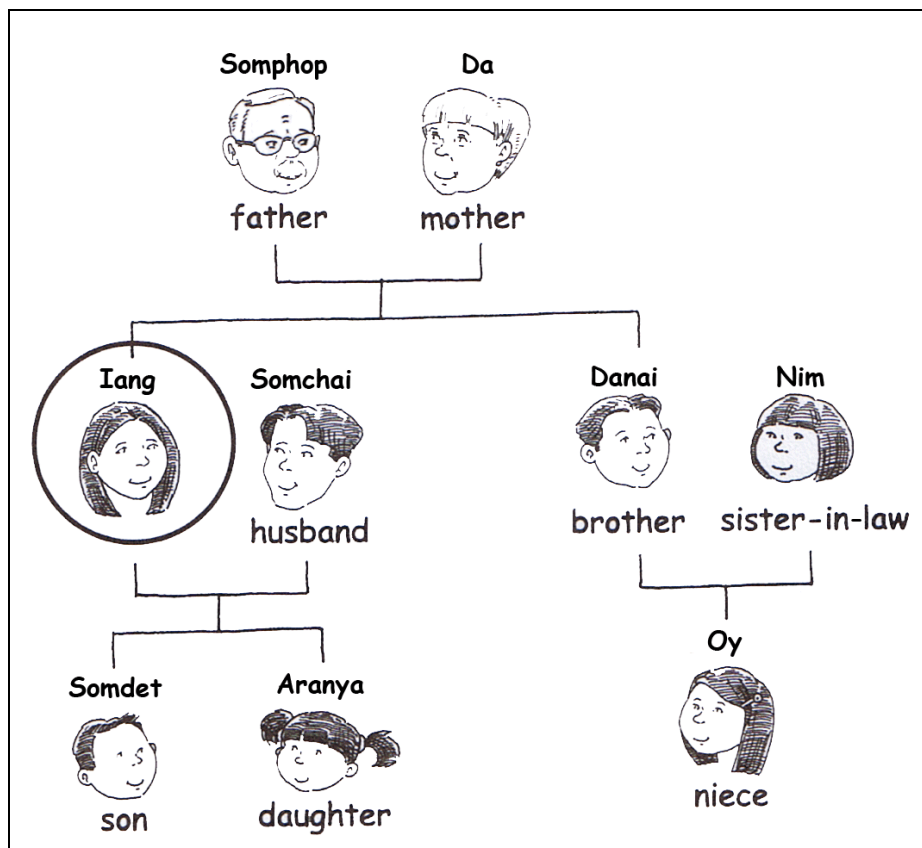 Somphop Da
father mother
Iang Somchai Danai Nim
husband brother sister-in-law
Somdet Aranya Oy
son daughter niece